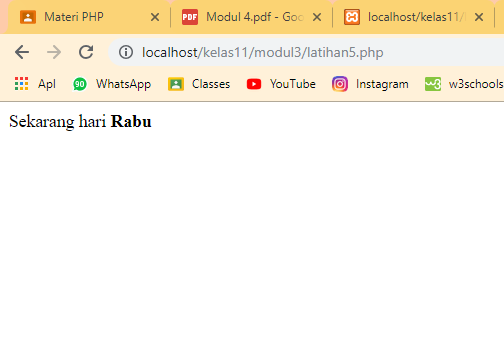 Materi PHP
Modul 4.pdf - Goo
localhost/kelas11/
localhost/kelas11/modul3/latihan5.php
Apl WhatsApp Classes YouTube Instagram w3schools
Sekarang hari Rabu